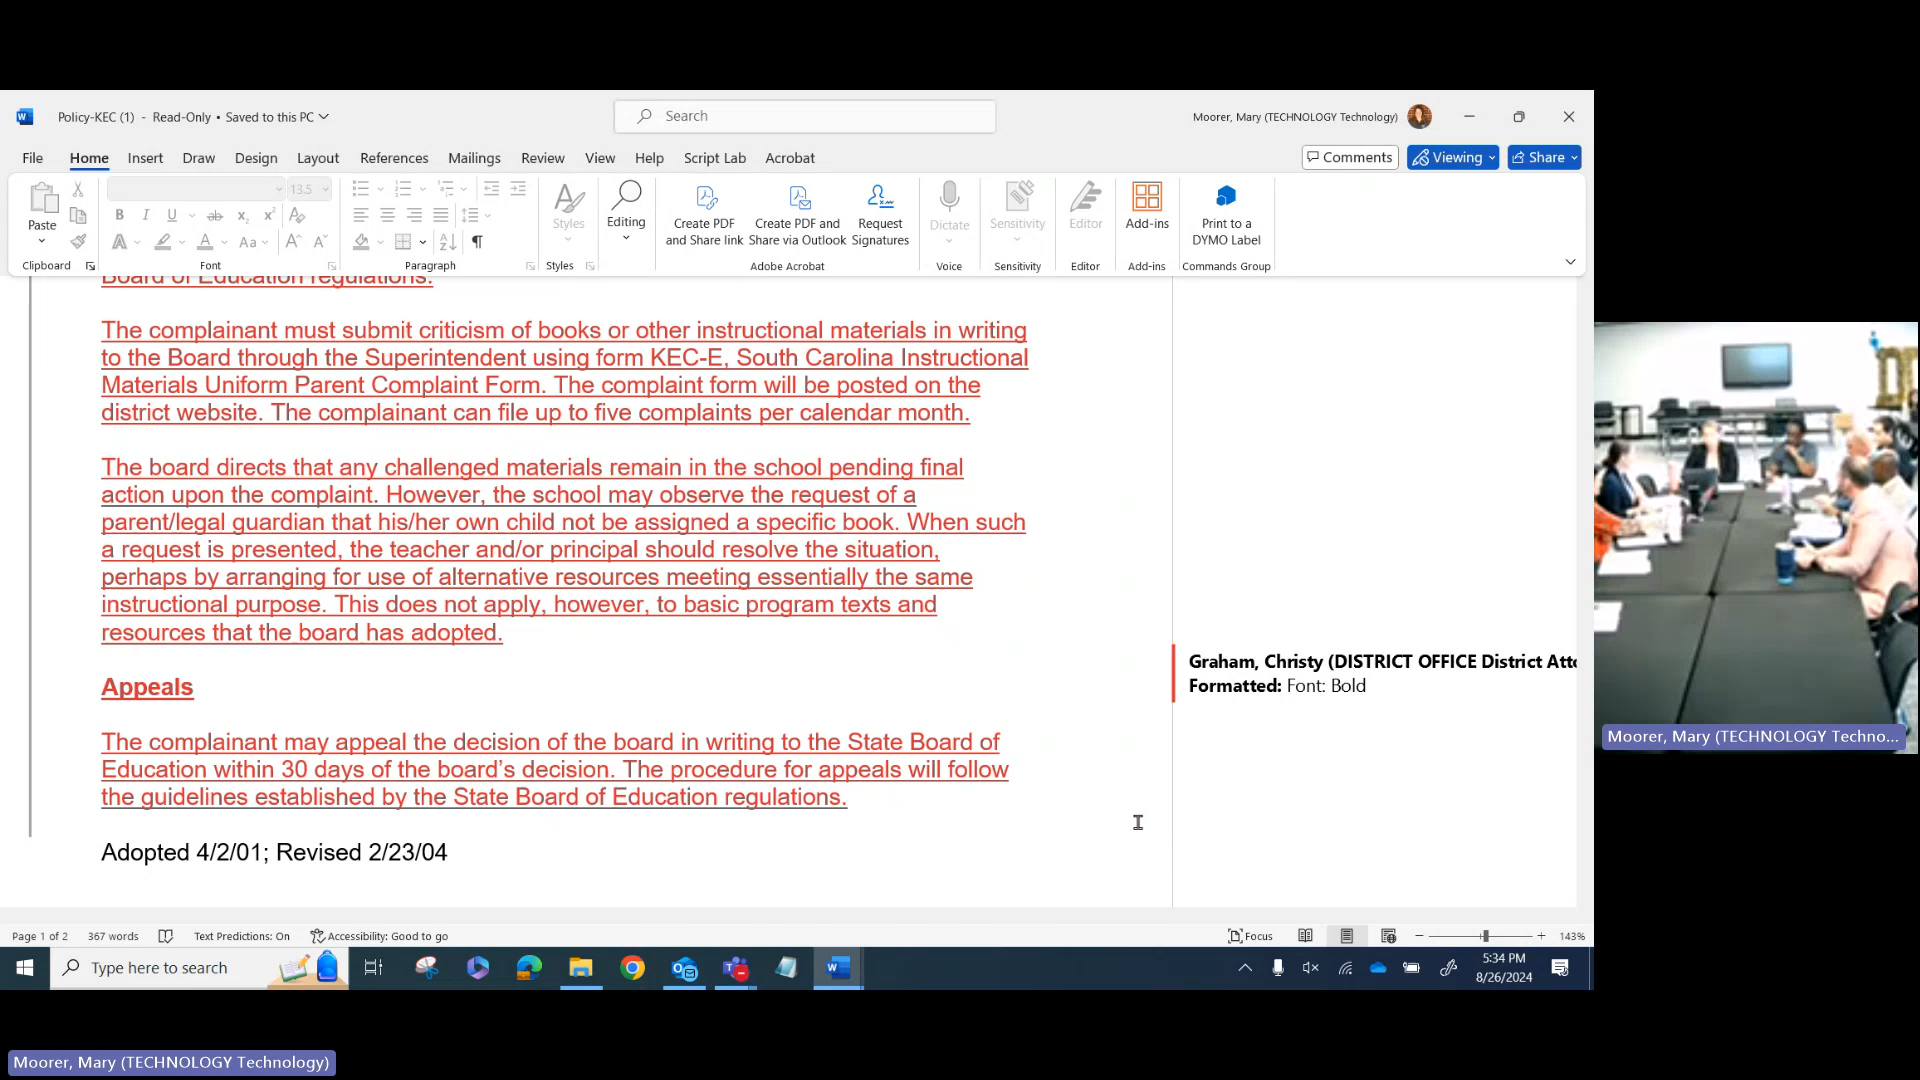 Policy-KEC (1) - Read-Only • Saved to this PC
Search
Moorer, Mary (TECHNOLOGY Technology)
File Home Insert Draw Design Layout References Mailings Review View Help Script Lab Acrobat
Comments Viewing Share
13.5
Paste
Styles
Editing
Create PDF and Share link
Create PDF and Share via Outlook
Request Signatures
Dictate
Sensitivity
Editor
Add-ins
Print to a DYMO Label
Clipboard Font Paragraph Styles Adobe Acrobat Voice Sensitivity Editor Add-ins Commands Group
Board of Education regulations.
The complainant must submit criticism of books or other instructional materials in writing
to the Board through the Superintendent using form KEC-E, South Carolina Instructional
Materials Uniform Parent Complaint Form. The complaint form will be posted on the
district website. The complainant can file up to five complaints per calendar month.
The board directs that any challenged materials remain in the school pending final
action upon the complaint. However, the school may observe the request of a
parent/legal guardian that his/her own child not be assigned a specific book. When such
a request is presented, the teacher and/or principal should resolve the situation,
perhaps by arranging for use of alternative resources meeting essentially the same
instructional purpose. This does not apply, however, to basic program texts and
resources that the board has adopted.
Graham, Christy (DISTRICT OFFICE District Atto
Formatted: Font: Bold
Appeals
The complainant may appeal the decision of the board in writing to the State Board of
Education within 30 days of the board's decision. The procedure for appeals will follow
the guidelines established by the State Board of Education regulations.
Adopted 4/2/01; Revised 2/23/04
Moorer, Mary (TECHNOLOGY Techno...
Page 1 of 2 367 words Text Predictions: On Accessibility: Good to go Focus 143%
Type here to search
5:34 PM
8/26/2024
Moorer, Mary (TECHNOLOGY Technology)